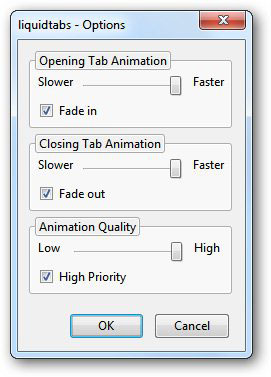 liquidtabs - Options
Opening Tab Animation
Slower Faster
Fade in
Closing Tab Animation
Slower Faster
Fade out
Animation Quality
Low High
High Priority
OK Cancel